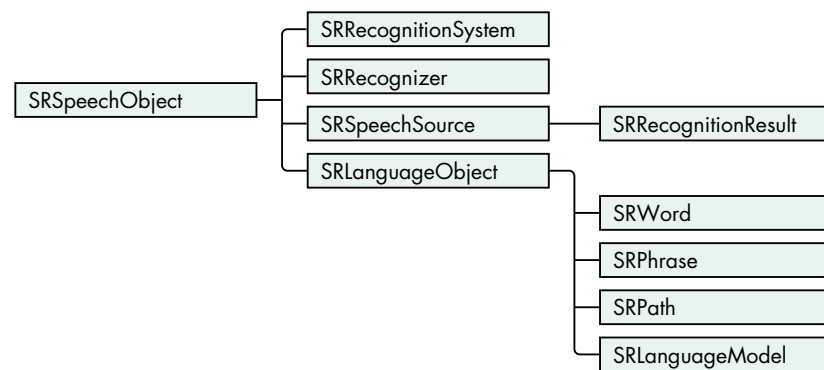 SRSpeechObject
SRRecognitionSystem
SRRecognizer
SRSpeechSource
SRLanguageObject
SRRecognitionResult
SRWord
SRPhrase
SRPath
SRLanguageModel